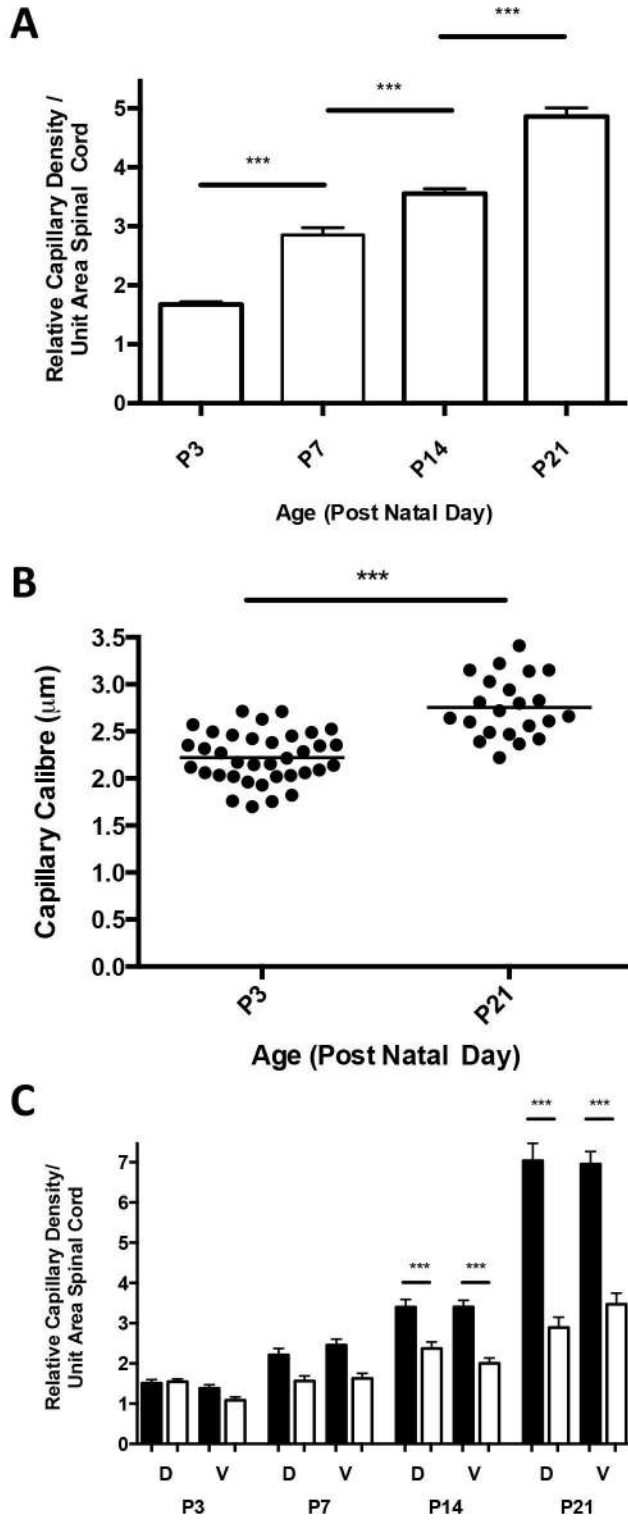 A
***
***
***
Relative Capillary Density /
Unit Area Spinal Cord
5
4
3
2
1
0
P3
P7
P14
P21
Age (Post Natal Day)
B
***
Capillary Calibre (μm)
3.5
3.0
2.5
2.0
1.5
1.0
0.5
0.0
P3
P21
Age (Post Natal Day)
C
*** ***
*** ***
Relative Capillary Density/
Unit Area Spinal Cord
7
6
5
4
3
2
1
0
D V D V D V D V
P3 P7 P14 P21